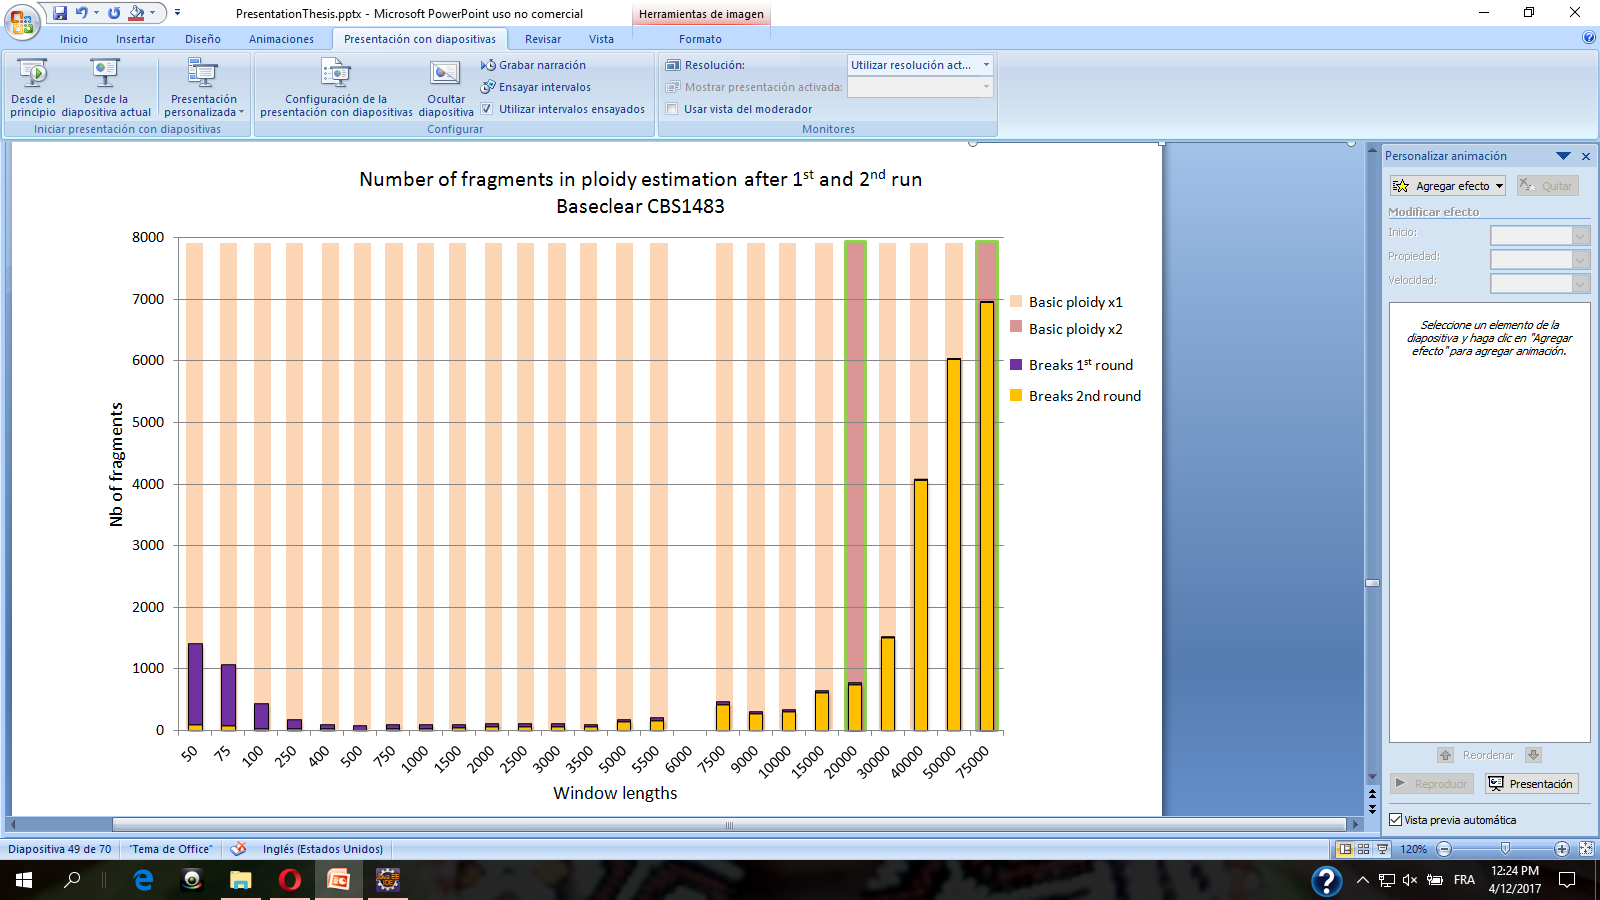 PresentationThesis.pptx - Microsoft PowerPoint uso no comercial
Herramientas de imagen
Inicio
Insertar
Diseño
Animaciones
Presentación con diapositivas
Revisar
Vista
Formato
Desde el principio
Desde la diapositiva actual
Presentación personalizada
Iniciar presentación con diapositivas
Configuración de la presentación con diapositivas
Ocultar diapositiva
Grabar narración
Ensayar intervalos
Utilizar intervalos ensayados
Configurar
Resolución:
Utilizar resolución act...
Mostrar presentación activada:
Usar vista del moderador
Monitores
Number of fragments in ploidy estimation after 1st and 2nd run
Baseclear CBS1483
Nb of fragments
8000
7000
6000
5000
4000
3000
2000
1000
0
50
75
100
250
400
500
750
1000
1500
2000
2500
3000
3500
5000
5500
6000
7500
9000
10000
15000
20000
30000
40000
50000
75000
Window lengths
Basic ploidy x1
Basic ploidy x2
Breaks 1st round
Breaks 2nd round
Personalizar animación
Agregar efecto
Quitar
Modificar efecto
Inicio:
Propiedad:
Velocidad:
Seleccione un elemento de la
diapositiva y haga clic en "Agregar
efecto" para agregar animación.
Reordenar
Reproducir
Presentación
Vista previa automática
Diapositiva 49 de 70
"Tema de Office"
Inglés (Estados Unidos)
120%
FRA
12:24 PM
4/12/2017